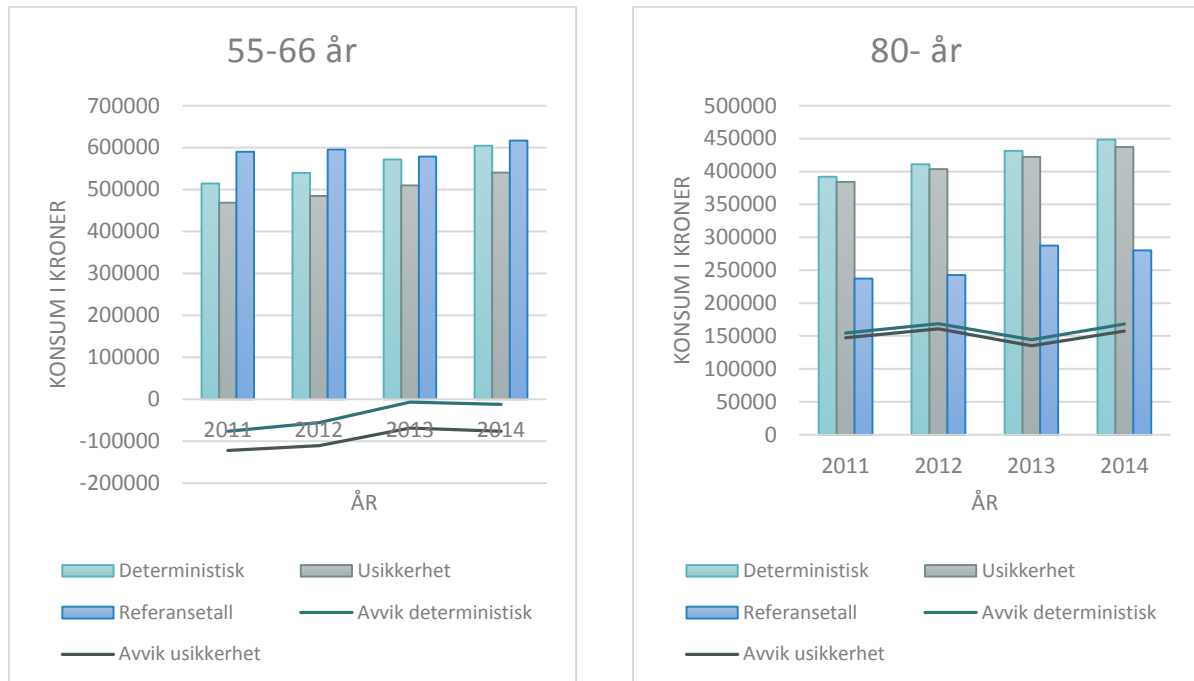 55-66 år
700000
600000
500000
400000
300000
200000
100000
0
-100000
-200000
KONSUM I KRONER
2011 2012 2013 2014
ÅR
Deterministisk Usikkerhet
Referansetall Avvik deterministisk
Avvik usikkerhet
80- år
500000
450000
400000
350000
300000
250000
200000
150000
100000
50000
0
KONSUM I KRONER
2011 2012 2013 2014
ÅR
Deterministisk Usikkerhet
Referansetall Avvik deterministisk
Avvik usikkerhet